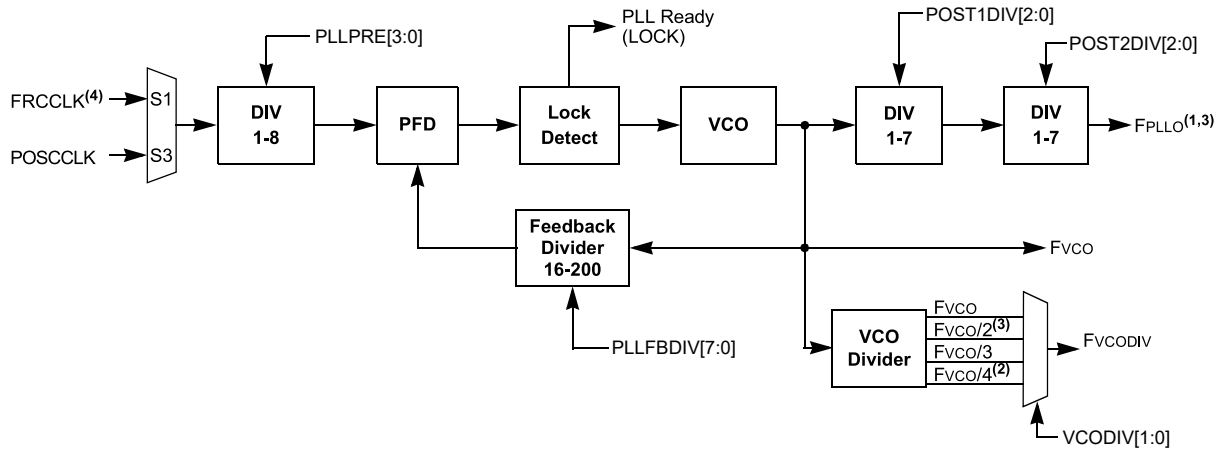 PLL Ready
(LOCK)
POST1DIV[2:0]
PLLPRE[3:0]
POST2DIV[2:0]
FRCCLK(4)
S1
DIV
1-8
PFD
Lock
Detect
VCO
DIV
1-7
DIV
1-7
FPLLO(1,3)
POSCCLK
S3
Feedback
Divider
16-200
FVCO
PLLFBDIV[7:0]
VCO
Divider
FVCO
FVCO/2(3)
FVCO/3
FVCO/4(2)
FVCODIV
VCODIV[1:0]